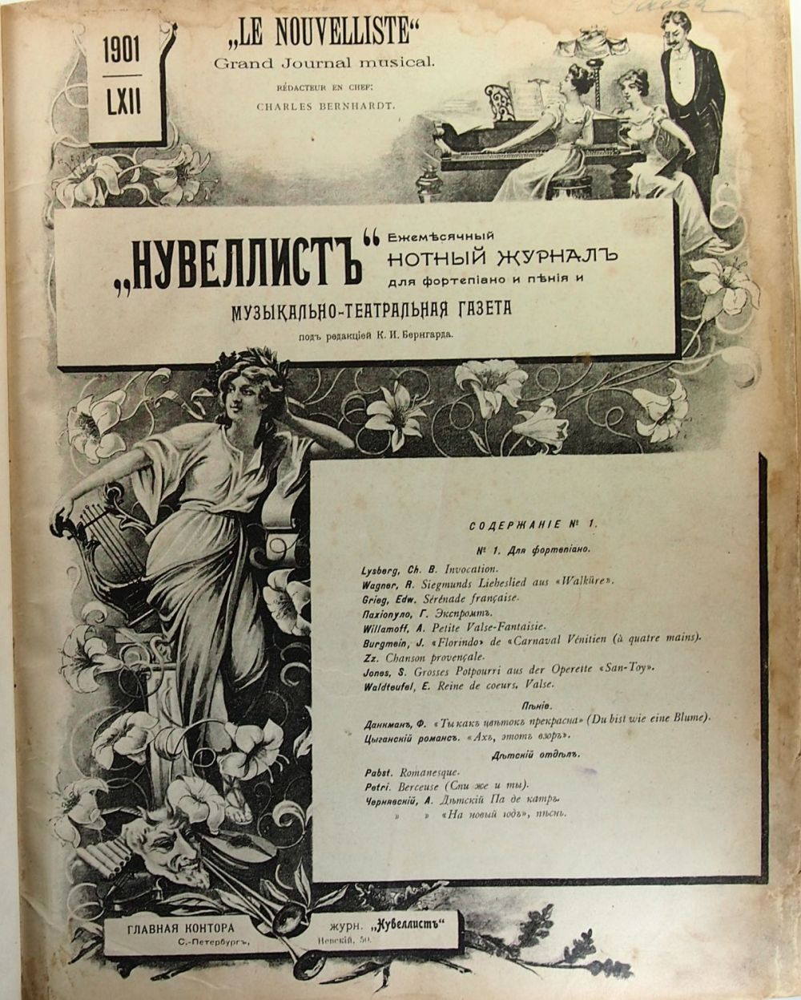 1901
LXII
„LE NOUVELLISTE“
Grand Journal musical.
RÉDACTEUR EN CHEF:
CHARLES BERNHARDT.
„НУВЕЛЛИСТЪ“
Ежемѣсячный
НОТНЫЙ ЖУРНАЛЪ
для фортепіано и пѣнія и
МУЗЫКАЛЬНО-ТЕАТРАЛЬНАЯ ГАЗЕТА
подъ редакціей К. И. Бернгарда.
СОДЕРЖАНІЕ № 1.
№ 1. Для фортепіано.
Lysberg, Ch. B. Invocation.
Wagner, R. Siegmunds Liebeslied aus «Walküre».
Grieg, Edw. Sérénade française.
Пахіопуло, Г. Экспромтъ.
Willamoff, A. Petite Valse-Fantaisie.
Burgmein, J. «Florindo» de «Carnaval Vénitien (à quatre mains).
Zz. Chanson provençale.
Jones, S. Grosses Potpourri aus der Operette «San-Toy».
Waldteufel, E. Reine de coeurs, Valse.
Пѣніе.
Данкманъ, Ф. «Ты какъ цвѣтокъ прекрасна» (Du bist wie eine Blume).
Цыганскій романсъ. «Ахъ, этотъ взоръ».
Дѣтскій отдѣлъ.
Pabst. Romanesque.
Petri. Berceuse (Спи же и ты).
Чернявскій, А. Дѣтскій Па де катръ.
» » «На новый годъ», пѣснь.
ГЛАВНАЯ КОНТОРА ЖУРН. „Нувеллистъ“
С.-Петербургъ, Невскій, 50.